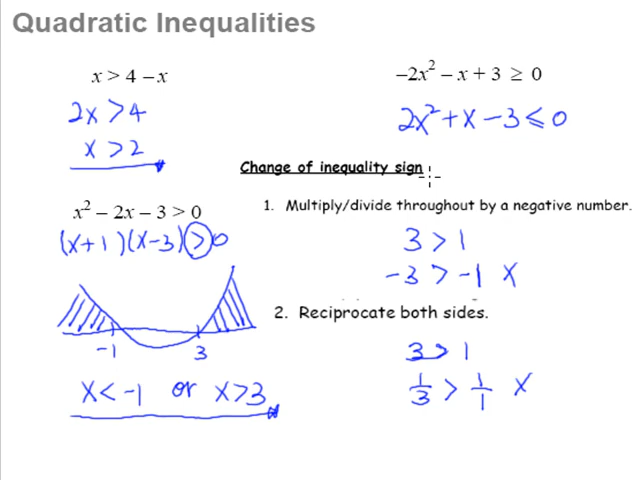 Quadratic Inequalities
x > 4 – x
2x > 4
x > 2
x² – 2x – 3 > 0
(x+1)(x-3) > 0
-1 3
x < -1 or x > 3
–2x² – x + 3 ≥ 0
2x² + x - 3 ≤ 0
Change of inequality sign
1. Multiply/divide throughout by a negative number.
3 > 1
-3 > -1 X
2. Reciprocate both sides.
3 > 1
1/3 > 1/1 X